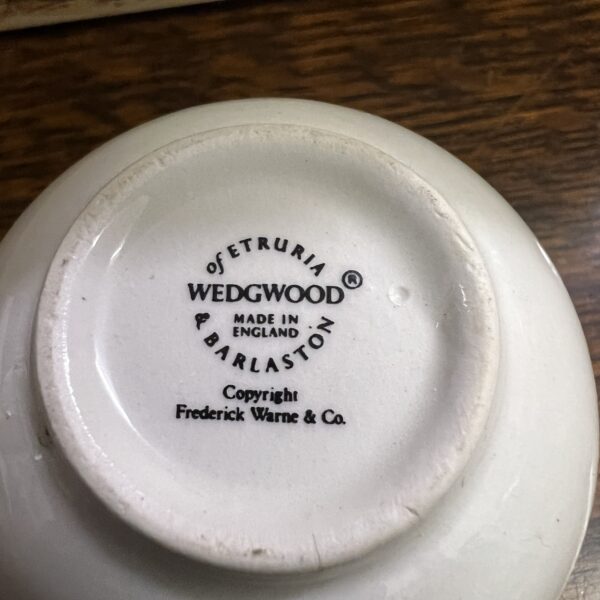 of ETRURIA
WEDGWOOD®
MADE IN
ENGLAND
& BARLASTON
Copyright
Frederick Warne & Co.